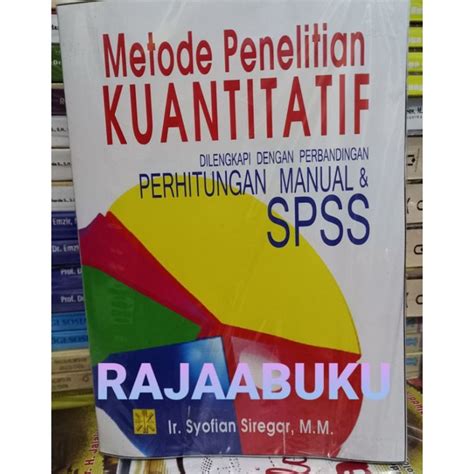 Metode Penelitian
KUANTITATIF
DILENGKAPI DENGAN PERBANDINGAN
PERHITUNGAN MANUAL &
SPSS
RAJAABUKU
Ir. Syofian Siregar, M.M.